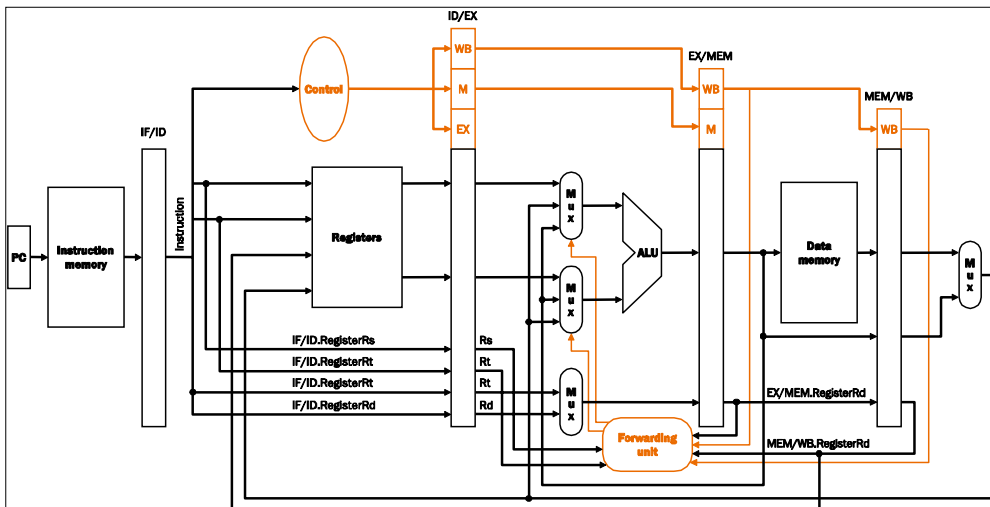 ID/EX
WB
EX/MEM
Control
M
WB
MEM/WB
IF/ID
EX
M
WB
Instruction
PC
Instruction
memory
Registers
M
u
x
M
u
x
ALU
Data
memory
M
u
x
IF/ID.RegisterRs
Rs
IF/ID.RegisterRt
Rt
IF/ID.RegisterRt
Rt
IF/ID.RegisterRd
Rd
M
u
x
EX/MEM.RegisterRd
Forwarding
unit
MEM/WB.RegisterRd